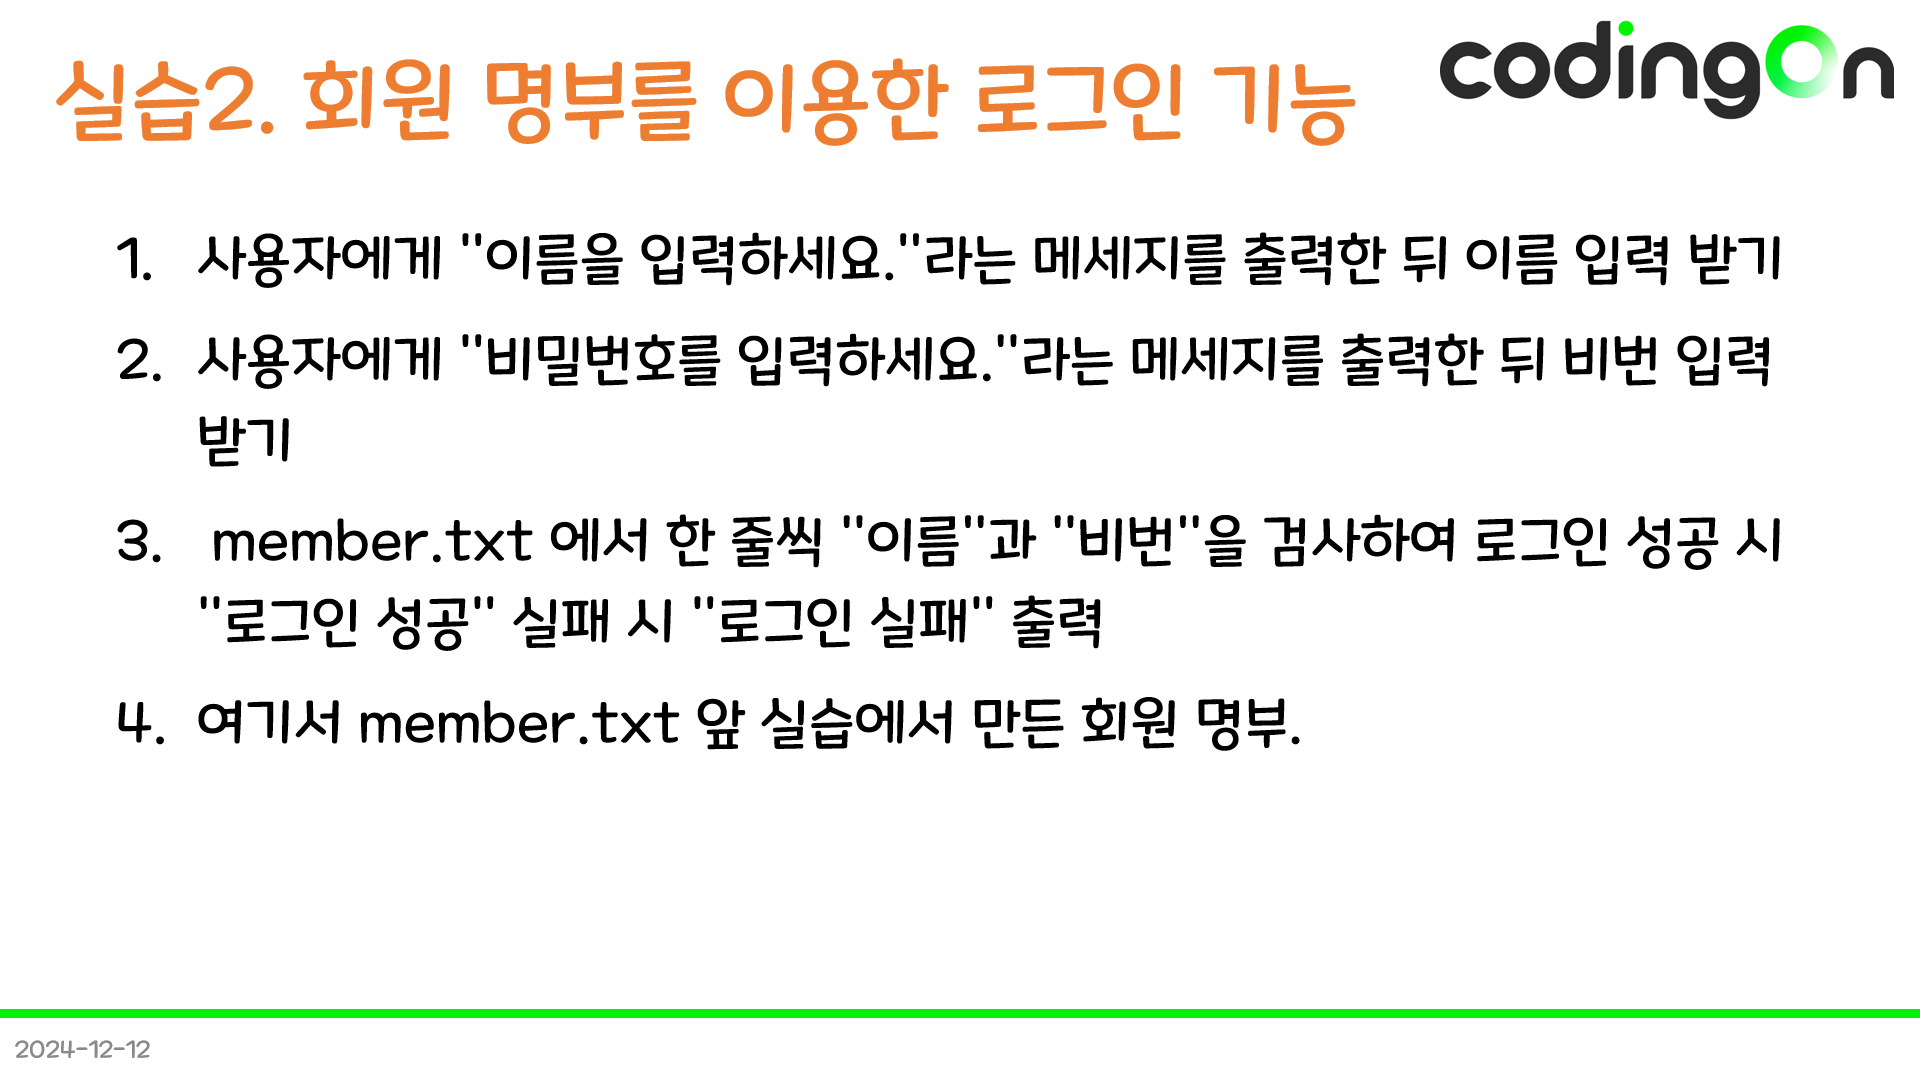 실습2. 회원 명부를 이용한 로그인 기능
codingOn
1. 사용자에게 "이름을 입력하세요."라는 메세지를 출력한 뒤 이름 입력 받기
2. 사용자에게 "비밀번호를 입력하세요."라는 메세지를 출력한 뒤 비번 입력
받기
3. member.txt 에서 한 줄씩 "이름"과 "비번"을 검사하여 로그인 성공 시
"로그인 성공" 실패 시 "로그인 실패" 출력
4. 여기서 member.txt 앞 실습에서 만든 회원 명부.
2024-12-12